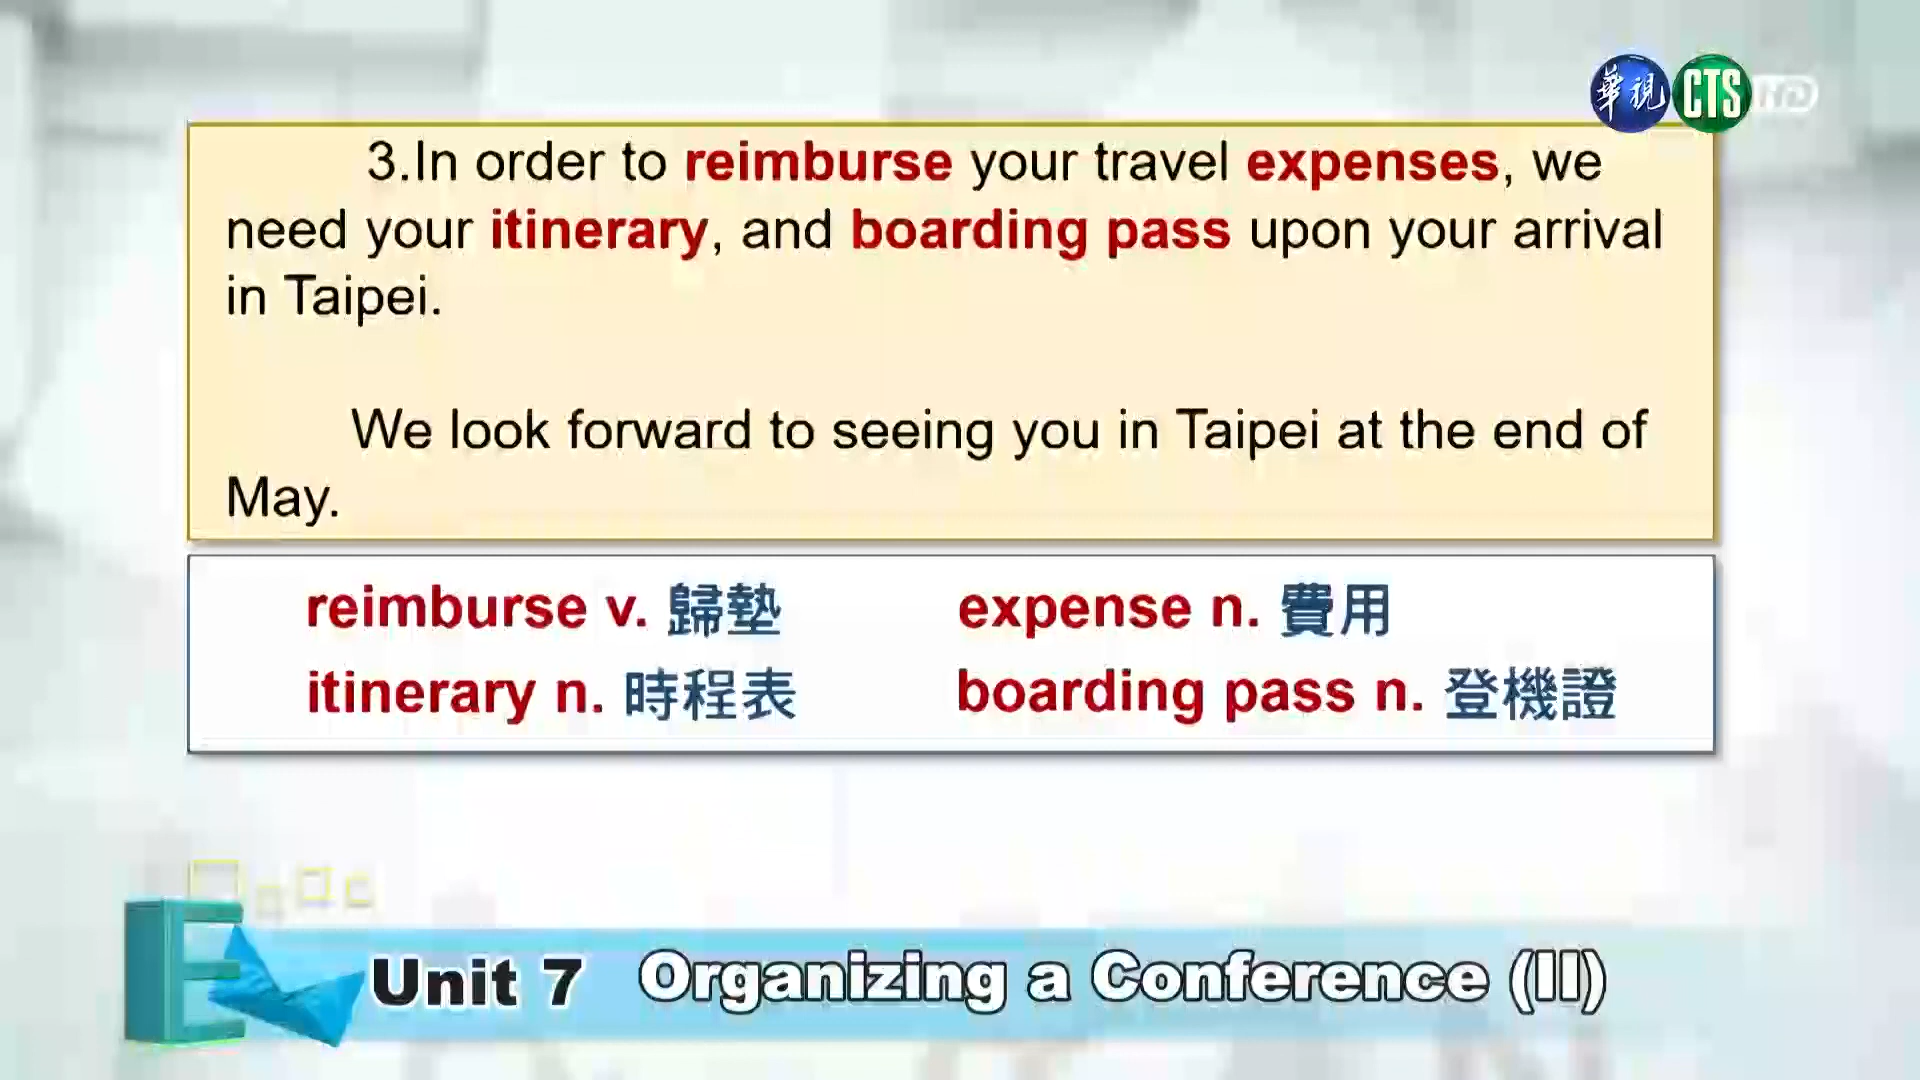 華視 CTS HD
3.In order to reimburse your travel expenses, we
need your itinerary, and boarding pass upon your arrival
in Taipei.
We look forward to seeing you in Taipei at the end of
May.
reimburse v. 歸墊
expense n. 費用
itinerary n. 時程表
boarding pass n. 登機證
Unit 7 Organizing a Conference (II)